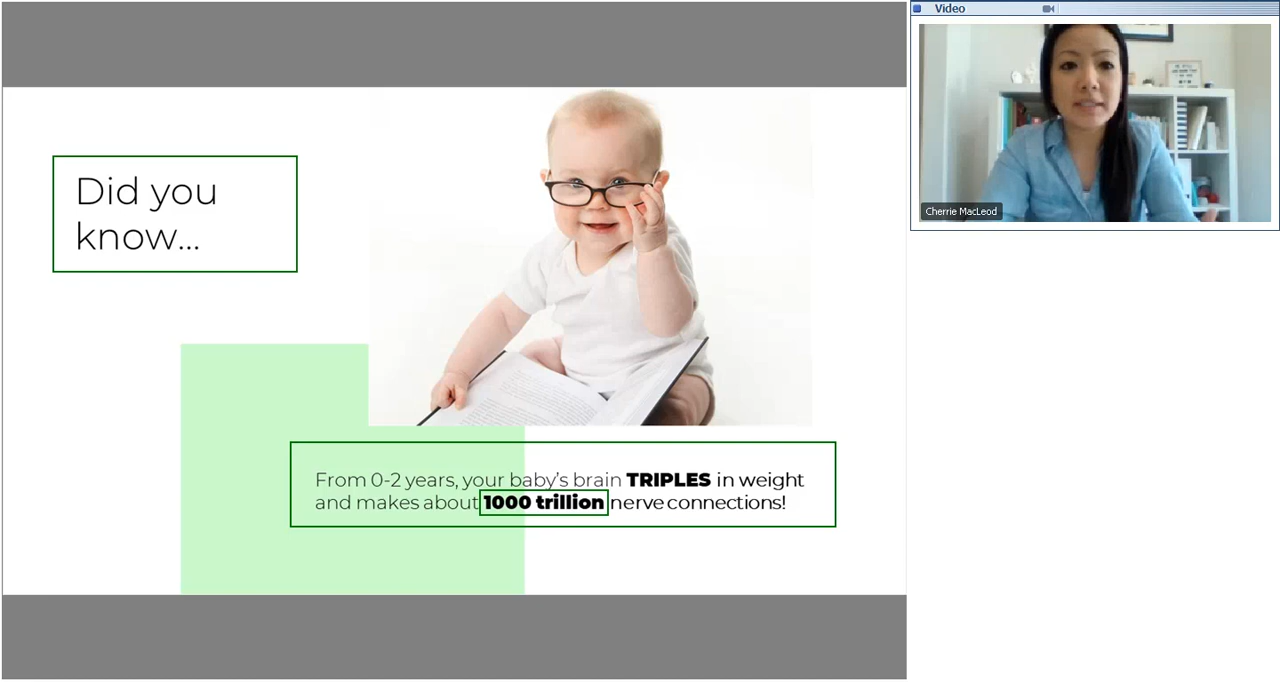 Video
Did you
know...
Cherrie MacLeod
From 0-2 years, your baby's brain TRIPLES in weight
and makes about 1000 trillion nerve connections!